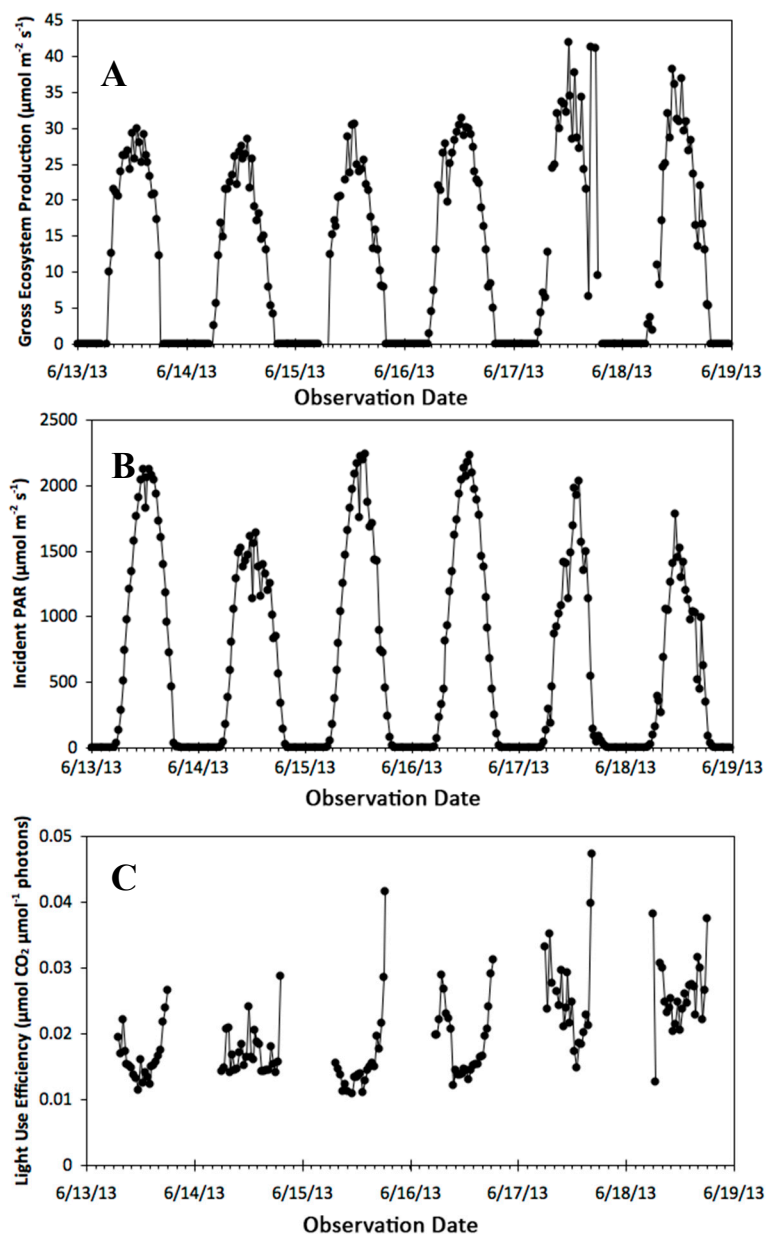 A
Gross Ecosystem Production (µmol m⁻² s⁻¹)
45
40
35
30
25
20
15
10
5
0
6/13/13 6/14/13 6/15/13 6/16/13 6/17/13 6/18/13 6/19/13
Observation Date
B
Incident PAR (µmol m⁻² s⁻¹)
2500
2000
1500
1000
500
0
6/13/13 6/14/13 6/15/13 6/16/13 6/17/13 6/18/13 6/19/13
Observation Date
C
Light Use Efficiency (µmol CO₂ µmol⁻¹ photons)
0.05
0.04
0.03
0.02
0.01
0
6/13/13 6/14/13 6/15/13 6/16/13 6/17/13 6/18/13 6/19/13
Observation Date